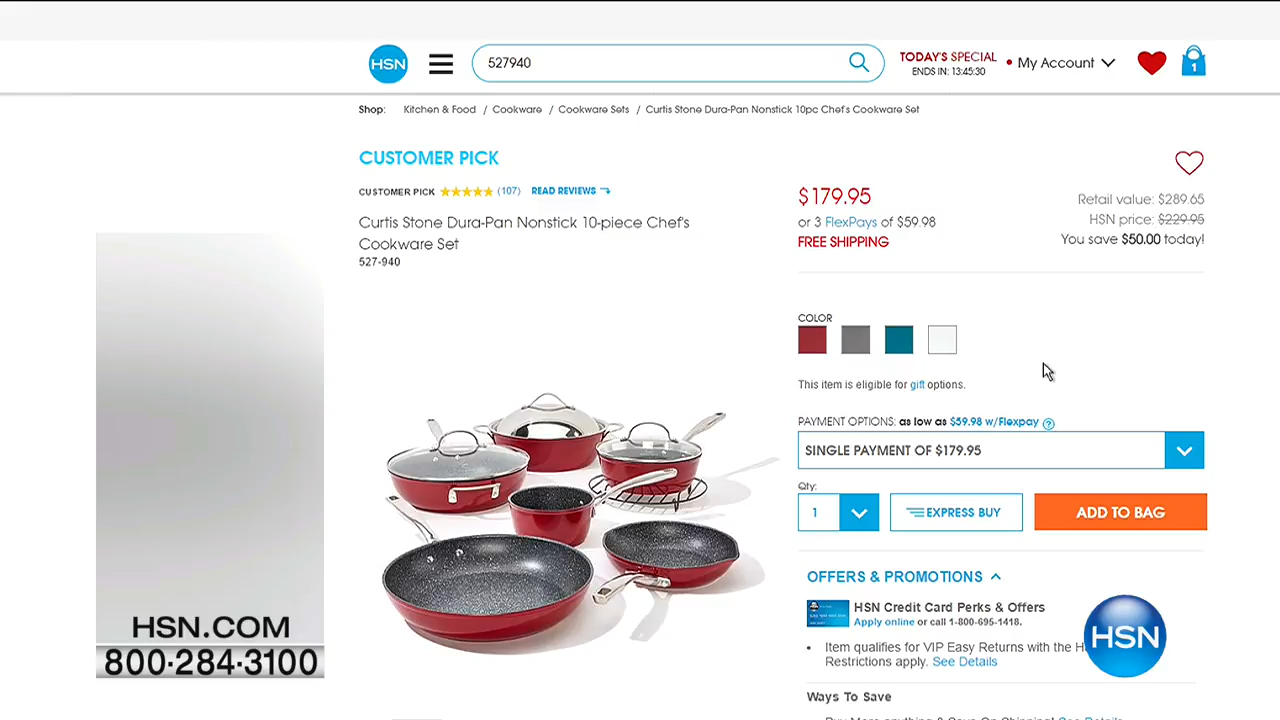 HSN
527940
TODAY'S SPECIAL
ENDS IN: 13:45:30
My Account
1
Shop: Kitchen & Food / Cookware / Cookware Sets / Curtis Stone Dura-Pan Nonstick 10pc Chef's Cookware Set
CUSTOMER PICK
CUSTOMER PICK (107) READ REVIEWS
Curtis Stone Dura-Pan Nonstick 10-piece Chef's
Cookware Set
527-940
$179.95
or 3 FlexPays of $59.98
FREE SHIPPING
Retail value: $289.65
HSN price: $229.95
You save $50.00 today!
COLOR
This item is eligible for gift options.
PAYMENT OPTIONS: as low as $59.98 w/Flexpay ?
SINGLE PAYMENT OF $179.95
Qty:
1
EXPRESS BUY
ADD TO BAG
OFFERS & PROMOTIONS
HSN Credit Card Perks & Offers
Apply online or call 1-800-695-1418.
• Item qualifies for VIP Easy Returns with the
Restrictions apply. See Details
Ways To Save
HSN
HSN.COM
800·284·3100